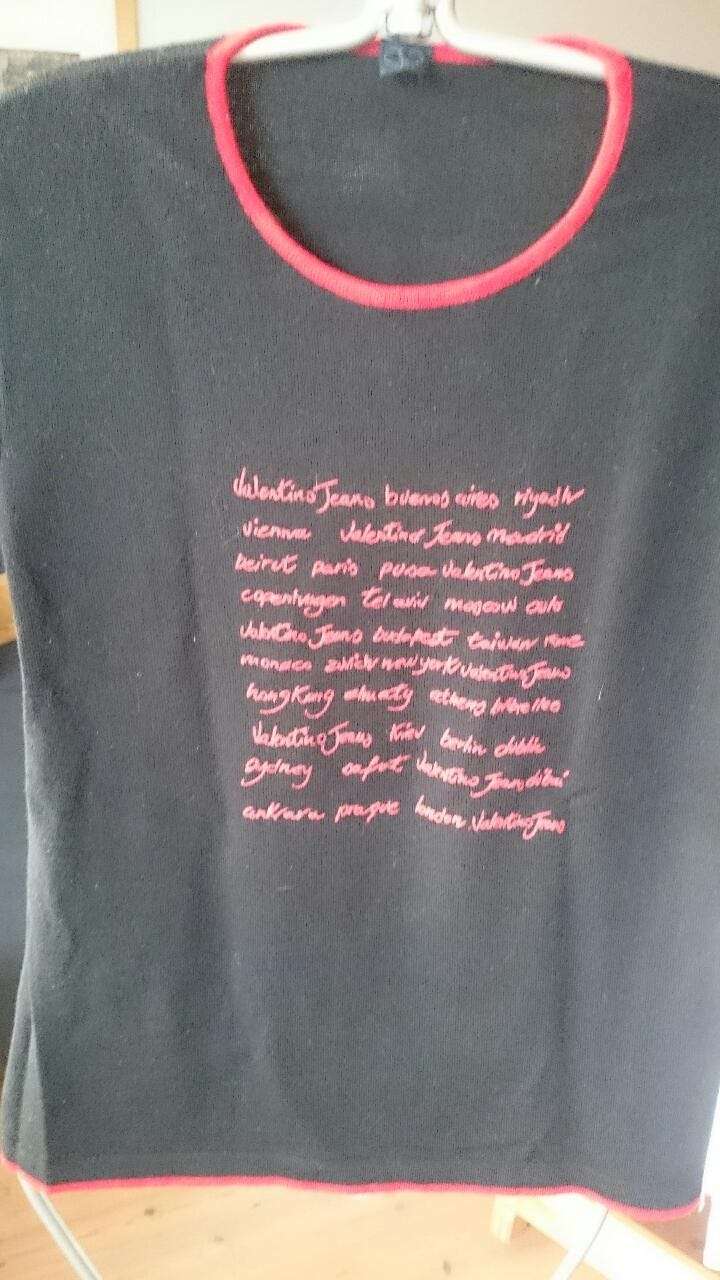 Valentino Jeans buenos aires riyadh
vienna Valentino Jeans Madrid
beirut paris Valentino Jeans
copenhagen tel aviv moscow oslo
Valentino Jeans budapest taiwan rome
monaco zurich new york Valentino Jeans
hong Kong almaty athens
Valentino Jeans Kiev berlin dublin
sydney Valentino Jeans
ankara prague london Valentino Jeans